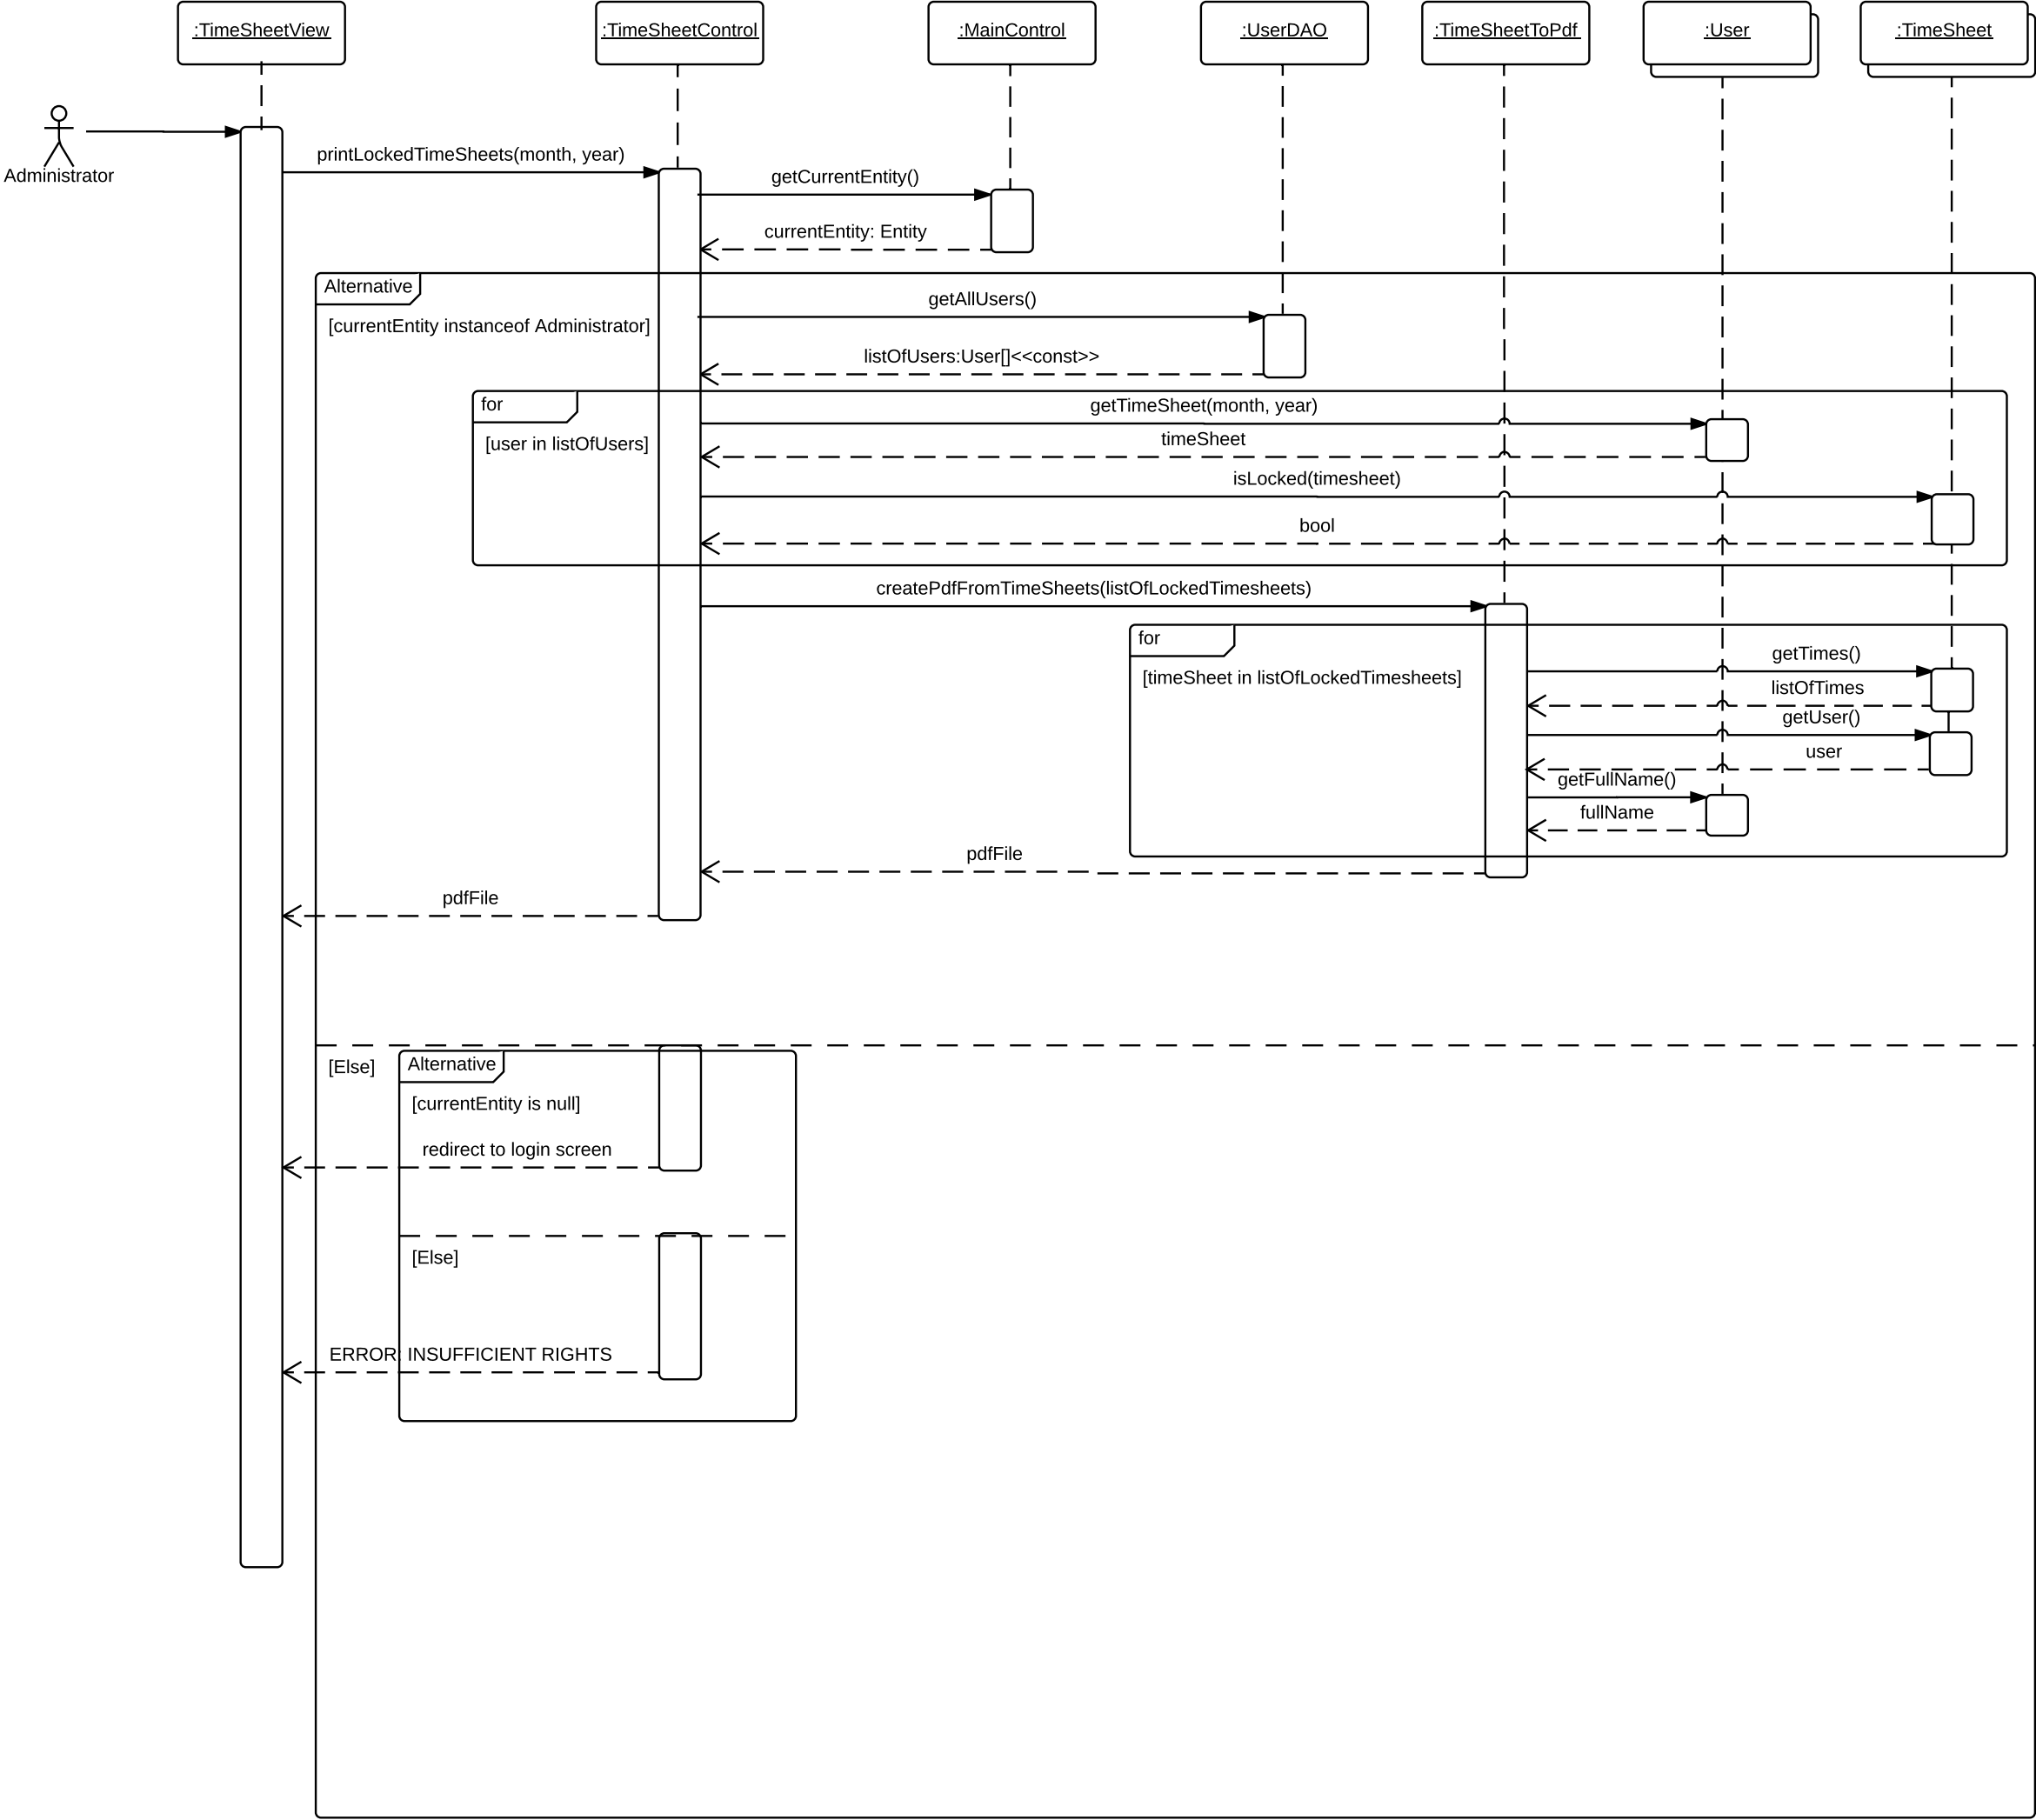 :TimeSheetView
:TimeSheetControl
:MainControl
:UserDAO
:TimeSheetToPdf
:User
:TimeSheet
Administrator
printLockedTimeSheets(month, year)
getCurrentEntity()
currentEntity: Entity
Alternative
[currentEntity instanceof Administrator]
getAllUsers()
listOfUsers:User[]<<const>>
for
[user in listOfUsers]
getTimeSheet(month, year)
timeSheet
isLocked(timesheet)
bool
createPdfFromTimeSheets(listOfLockedTimesheets)
for
[timeSheet in listOfLockedTimesheets]
getTimes()
listOfTimes
getUser()
user
getFullName()
fullName
pdfFile
pdfFile
[Else]
Alternative
[currentEntity is null]
redirect to login screen
[Else]
ERROR: INSUFFICIENT RIGHTS